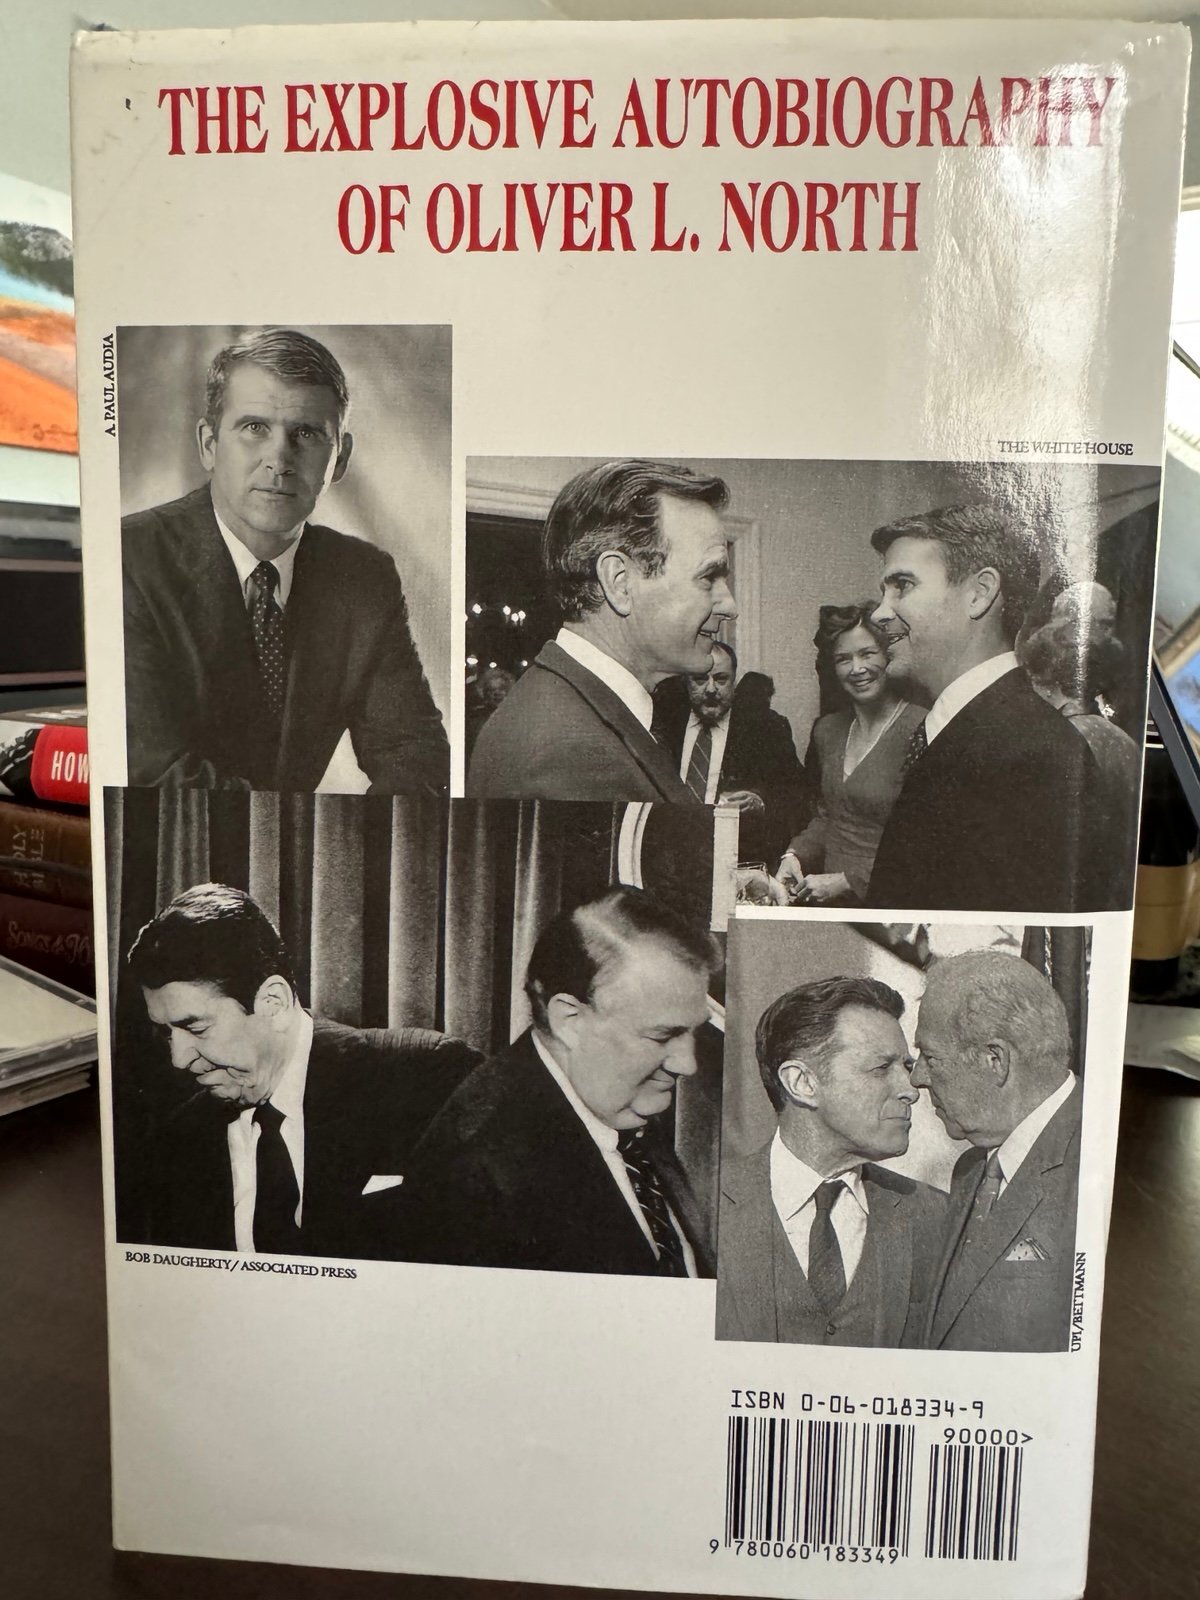 THE EXPLOSIVE AUTOBIOGRAPHY
OF OLIVER L. NORTH
A. PAUL AUDIA
THE WHITE HOUSE
HOW
BOB DAUGHERTY/ASSOCIATED PRESS
UPI/BETTMANN
ISBN 0-06-018334-9
90000>
9 780060 183349